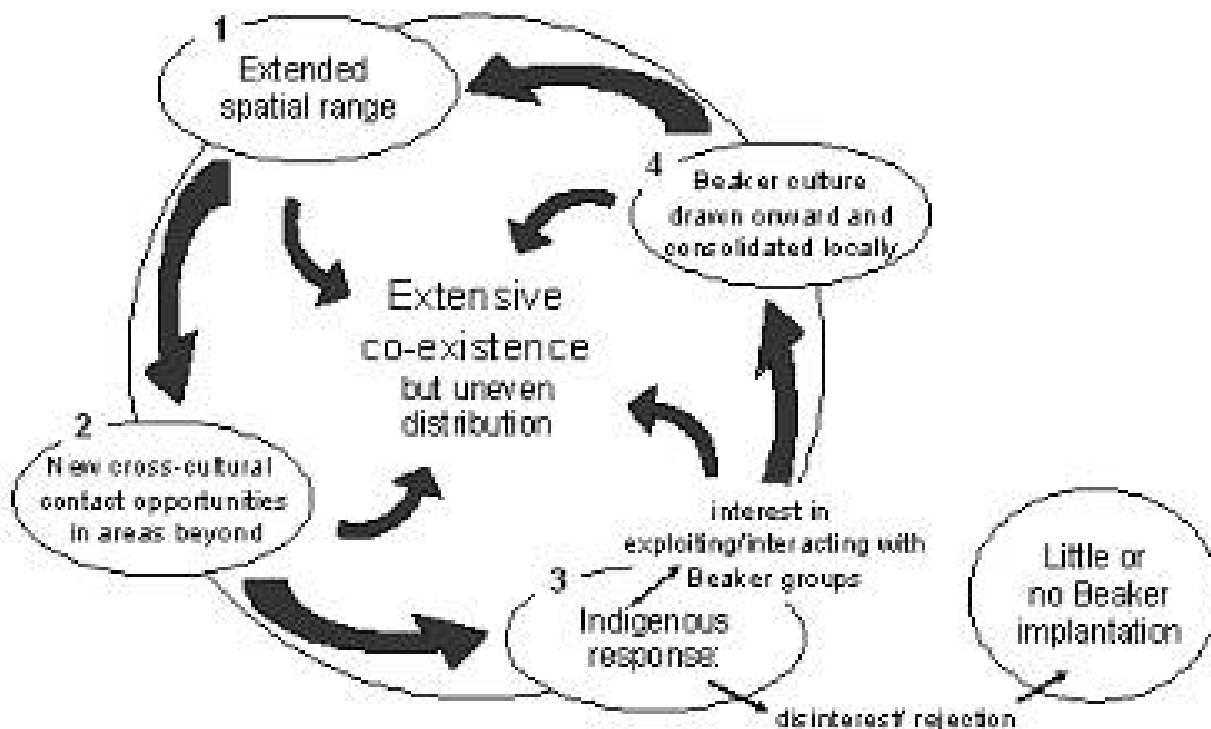 1
Extended
spatial range
4
Beaker culture
drawn onward and
consolidated locally
Extensive
co-existence
but uneven
distribution
2
New cross-cultural
contact opportunities
in areas beyond
interest in
exploiting/interacting with
Beaker groups
3
Indigenous
response:
disinterest/ rejection
Little or
no Beaker
implantation